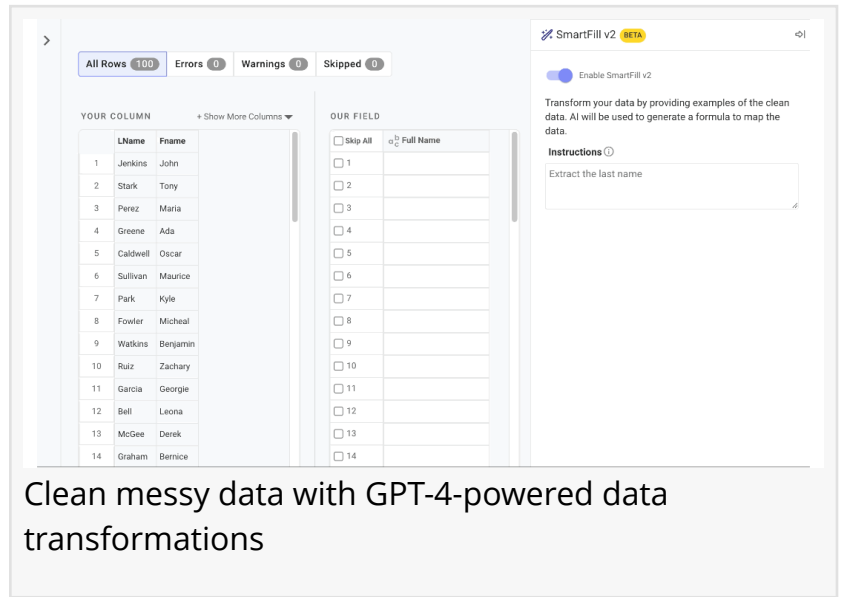 SmartFill v2 BETA
All Rows 100 Errors 0 Warnings 0 Skipped 0
Enable SmartFill v2
Transform your data by providing examples of the clean
data. AI will be used to generate a formula to map the
data.
Instructions
Extract the last name
YOUR COLUMN + Show More Columns
LName Fname
1 Jenkins John
2 Stark Tony
3 Perez Maria
4 Greene Ada
5 Caldwell Oscar
6 Sullivan Maurice
7 Park Kyle
8 Fowler Micheal
9 Watkins Benjamin
10 Ruiz Zachary
11 Garcia Georgie
12 Bell Leona
13 McGee Derek
14 Graham Bernice
OUR FIELD
Skip All abc Full Name
1
2
3
4
5
6
7
8
9
10
11
12
13
14
Clean messy data with GPT-4-powered data
transformations